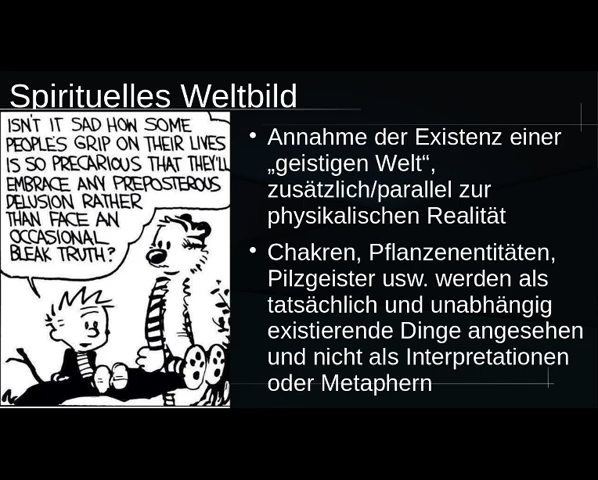 Spirituelles Weltbild
ISN'T IT SAD HOW SOME
PEOPLE'S GRIP ON THEIR LIVES
IS SO PRECARIOUS THAT THEY'LL
EMBRACE ANY PREPOSTEROUS
DELUSION RATHER
THAN FACE AN
OCCASIONAL
BLEAK TRUTH?
• Annahme der Existenz einer
„geistigen Welt“,
zusätzlich/parallel zur
physikalischen Realität
• Chakren, Pflanzenentitäten,
Pilzgeister usw. werden als
tatsächlich und unabhängig
existierende Dinge angesehen
und nicht als Interpretationen
oder Metaphern